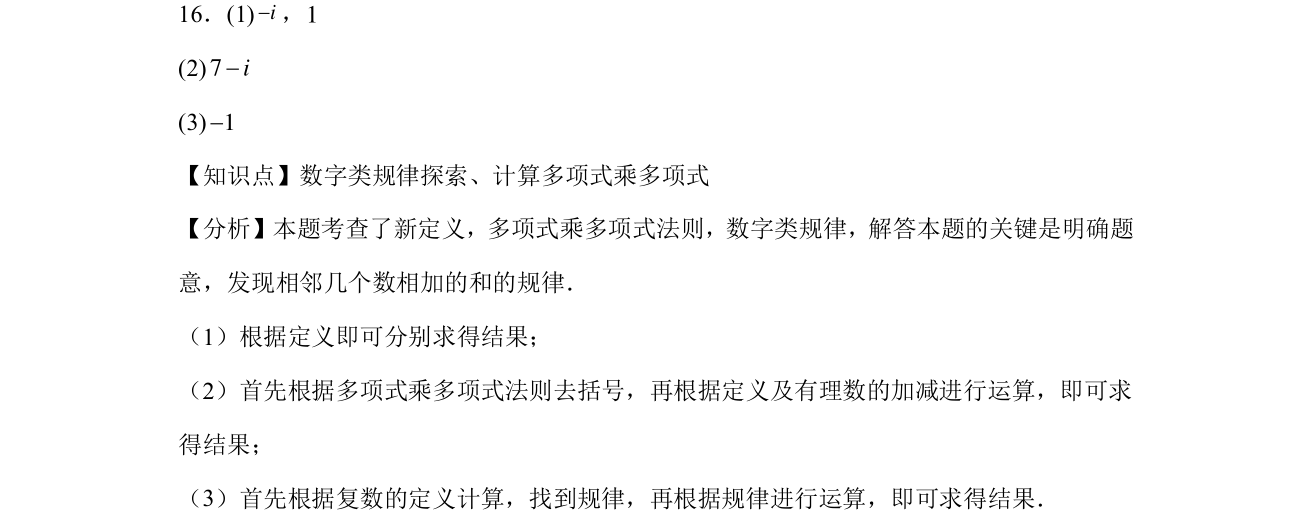 16．(1)−i，1
(2)7−i
(3)−1
【知识点】数字类规律探索、计算多项式乘多项式
【分析】本题考查了新定义，多项式乘多项式法则，数字类规律，解答本题的关键是明确题
意，发现相邻几个数相加的和的规律．
（1）根据定义即可分别求得结果；
（2）首先根据多项式乘多项式法则去括号，再根据定义及有理数的加减进行运算，即可求
得结果；
（3）首先根据复数的定义计算，找到规律，再根据规律进行运算，即可求得结果．